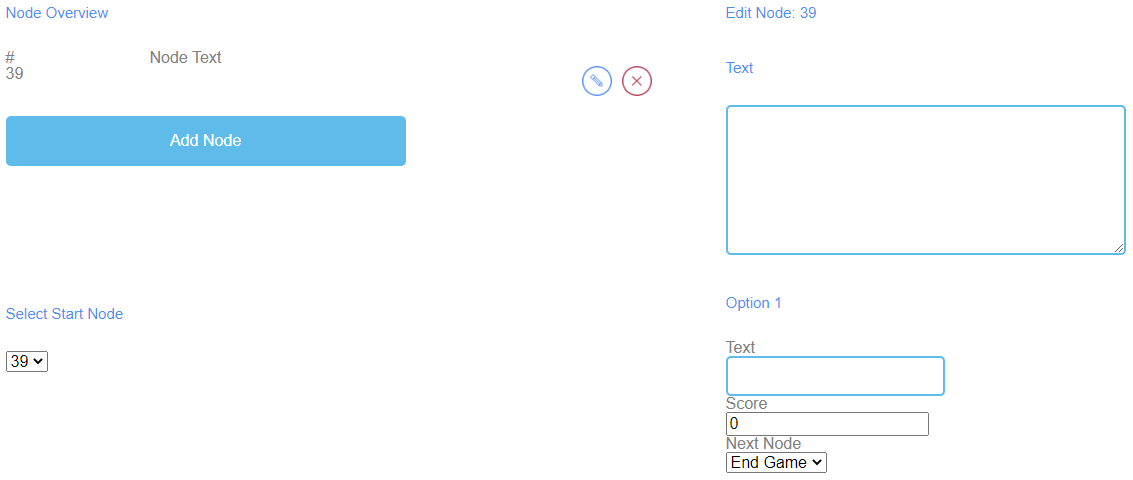 Node Overview
# Node Text
39
Add Node
Select Start Node
39
Edit Node: 39
Text
Option 1
Text
Score
0
Next Node
End Game